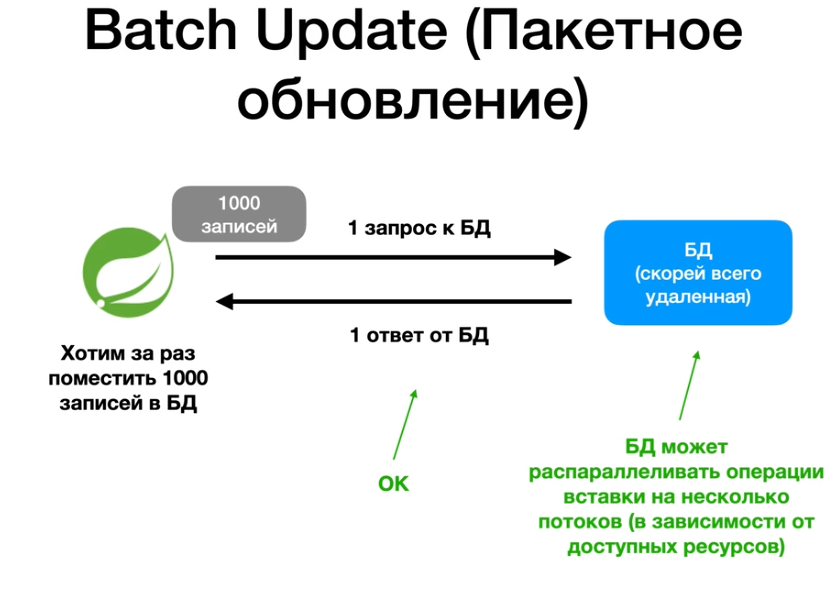 Batch Update (Пакетное
обновление)
1000
записей
1 запрос к БД
БД
(скорей всего
удаленная)
1 ответ от БД
Хотим за раз
поместить 1000
записей в БД
ОК
БД может
распараллеливать операции
вставки на несколько
потоков (в зависимости от
доступных ресурсов)